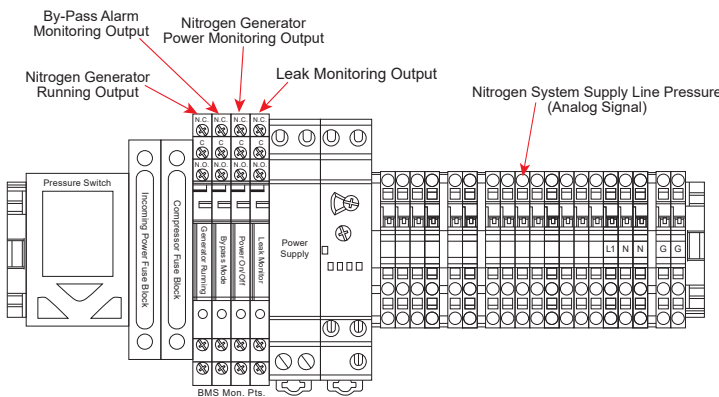 By-Pass Alarm
Monitoring Output
Nitrogen Generator
Power Monitoring Output
Nitrogen Generator
Running Output
Leak Monitoring Output
Nitrogen System Supply Line Pressure
(Analog Signal)
N.C. N.C. N.C. N.C.
C C C C
N.O. N.O. N.O. N.O.
Pressure Switch
Incoming Power Fuse Block
Compressor Fuse Block
Generator Running
Bypass Mode
Power On/Off
Leak Monitor
Power
Supply
L1 N N G G
BMS Mon. Pts.